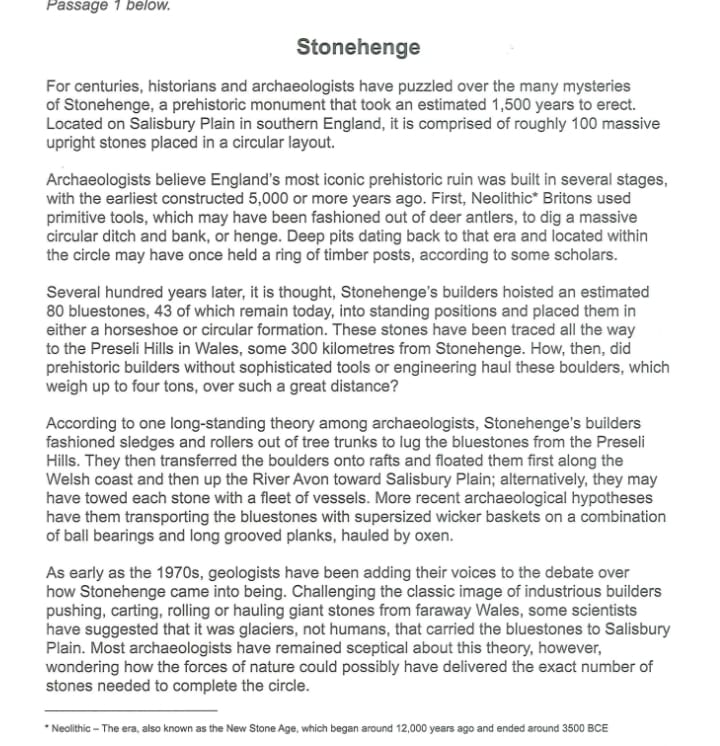 Passage 1 below.
Stonehenge
For centuries, historians and archaeologists have puzzled over the many mysteries
of Stonehenge, a prehistoric monument that took an estimated 1,500 years to erect.
Located on Salisbury Plain in southern England, it is comprised of roughly 100 massive
upright stones placed in a circular layout.
Archaeologists believe England's most iconic prehistoric ruin was built in several stages,
with the earliest constructed 5,000 or more years ago. First, Neolithic* Britons used
primitive tools, which may have been fashioned out of deer antlers, to dig a massive
circular ditch and bank, or henge. Deep pits dating back to that era and located within
the circle may have once held a ring of timber posts, according to some scholars.
Several hundred years later, it is thought, Stonehenge's builders hoisted an estimated
80 bluestones, 43 of which remain today, into standing positions and placed them in
either a horseshoe or circular formation. These stones have been traced all the way
to the Preseli Hills in Wales, some 300 kilometres from Stonehenge. How, then, did
prehistoric builders without sophisticated tools or engineering haul these boulders, which
weigh up to four tons, over such a great distance?
According to one long-standing theory among archaeologists, Stonehenge's builders
fashioned sledges and rollers out of tree trunks to lug the bluestones from the Preseli
Hills. They then transferred the boulders onto rafts and floated them first along the
Welsh coast and then up the River Avon toward Salisbury Plain; alternatively, they may
have towed each stone with a fleet of vessels. More recent archaeological hypotheses
have them transporting the bluestones with supersized wicker baskets on a combination
of ball bearings and long grooved planks, hauled by oxen.
As early as the 1970s, geologists have been adding their voices to the debate over
how Stonehenge came into being. Challenging the classic image of industrious builders
pushing, carting, rolling or hauling giant stones from faraway Wales, some scientists
have suggested that it was glaciers, not humans, that carried the bluestones to Salisbury
Plain. Most archaeologists have remained sceptical about this theory, however,
wondering how the forces of nature could possibly have delivered the exact number of
stones needed to complete the circle.
* Neolithic – The era, also known as the New Stone Age, which began around 12,000 years ago and ended around 3500 BCE